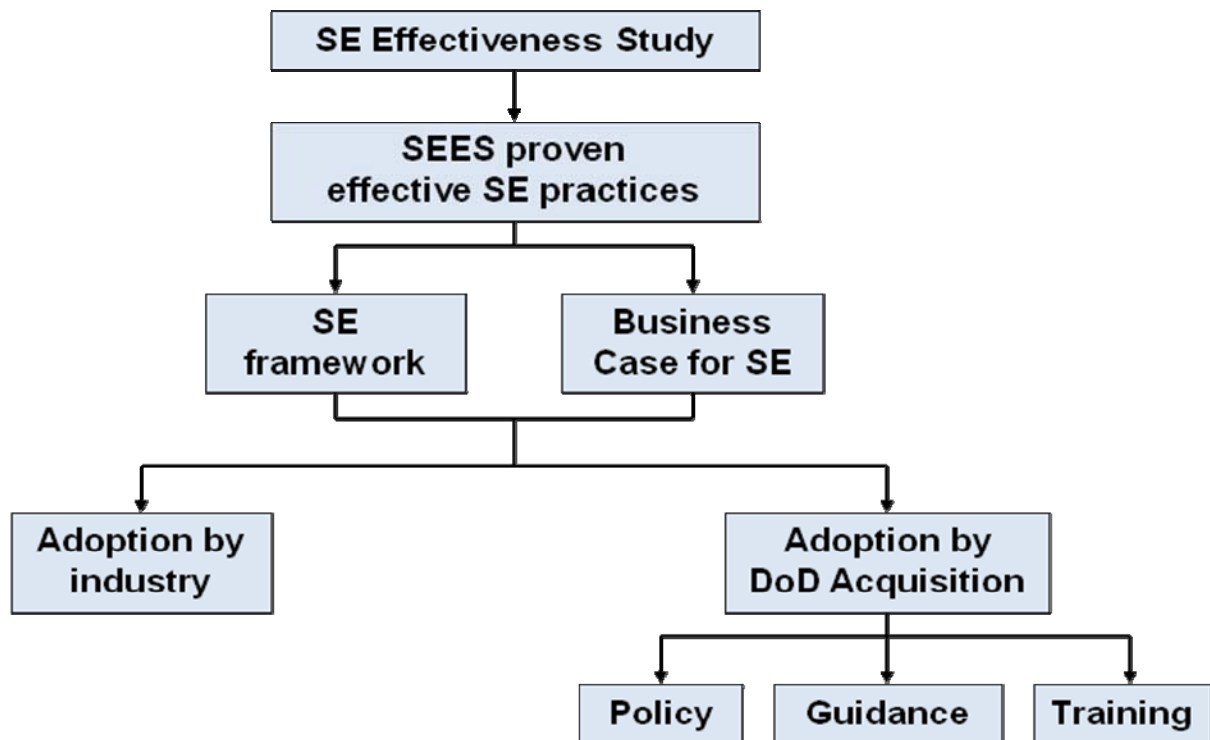 SE Effectiveness Study
SEES proven
effective SE practices
SE
framework
Business
Case for SE
Adoption by
industry
Adoption by
DoD Acquisition
Policy
Guidance
Training